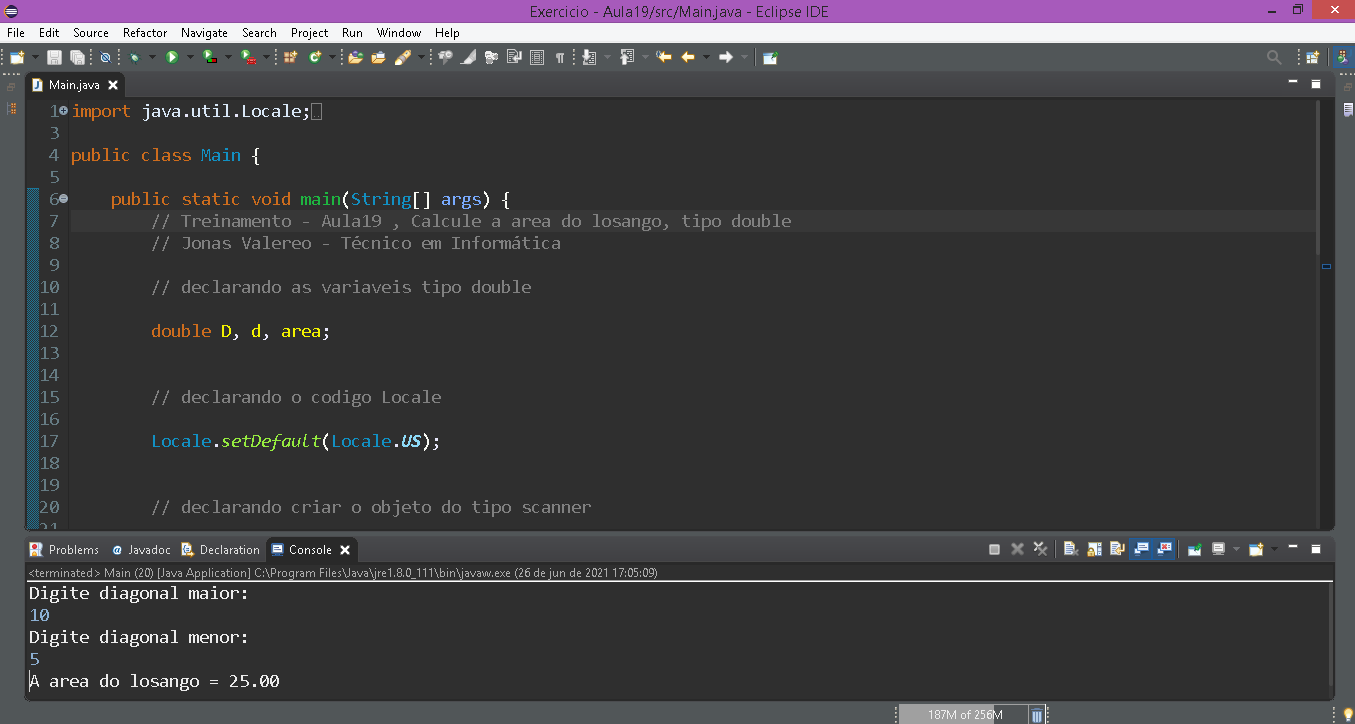 Exercicio - Aula19/src/Main.java - Eclipse IDE
File Edit Source Refactor Navigate Search Project Run Window Help
Main.java
1 import java.util.Locale;
3
4 public class Main {
5
6 public static void main(String[] args) {
7 // Treinamento - Aula19 , Calcule a area do losango, tipo double
8 // Jonas Valereo - Técnico em Informática
9
10 // declarando as variaveis tipo double
11
12 double D, d, area;
13
14
15 // declarando o codigo Locale
16
17 Locale.setDefault(Locale.US);
18
19
20 // declarando criar o objeto do tipo scanner
21
Problems @ Javadoc Declaration Console
<terminated> Main (20) [Java Application] C:\Program Files\Java\jre1.8.0_111\bin\javaw.exe (26 de jun de 2021 17:05:09)
Digite diagonal maior:
10
Digite diagonal menor:
5
A area do losango = 25.00
187M of 256M